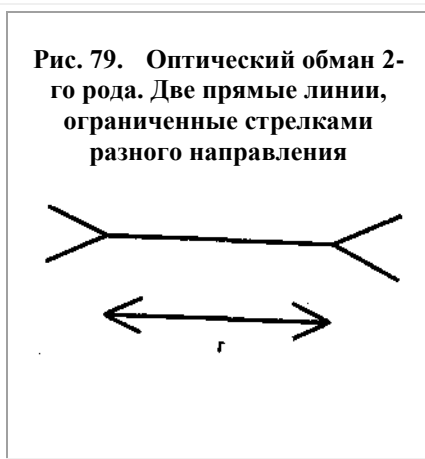 Рис. 79. Оптический обман 2-
го рода. Две прямые линии,
ограниченные стрелками
разного направления
г